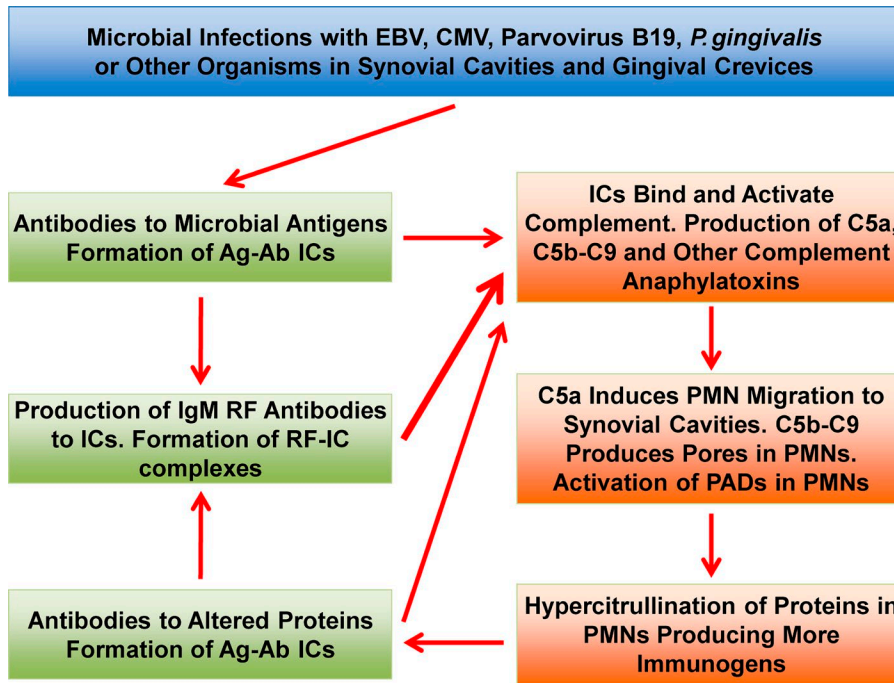 Microbial Infections with EBV, CMV, Parvovirus B19, P.gingivalis
or Other Organisms in Synovial Cavities and Gingival Crevices
Antibodies to Microbial Antigens
Formation of Ag-Ab ICs
ICs Bind and Activate
Complement. Production of C5a,
C5b-C9 and Other Complement
Anaphylatoxins
Production of IgM RF Antibodies
to ICs. Formation of RF-IC
complexes
C5a Induces PMN Migration to
Synovial Cavities. C5b-C9
Produces Pores in PMNs.
Activation of PADs in PMNs
Antibodies to Altered Proteins
Formation of Ag-Ab ICs
Hypercitrullination of Proteins in
PMNs Producing More
Immunogens